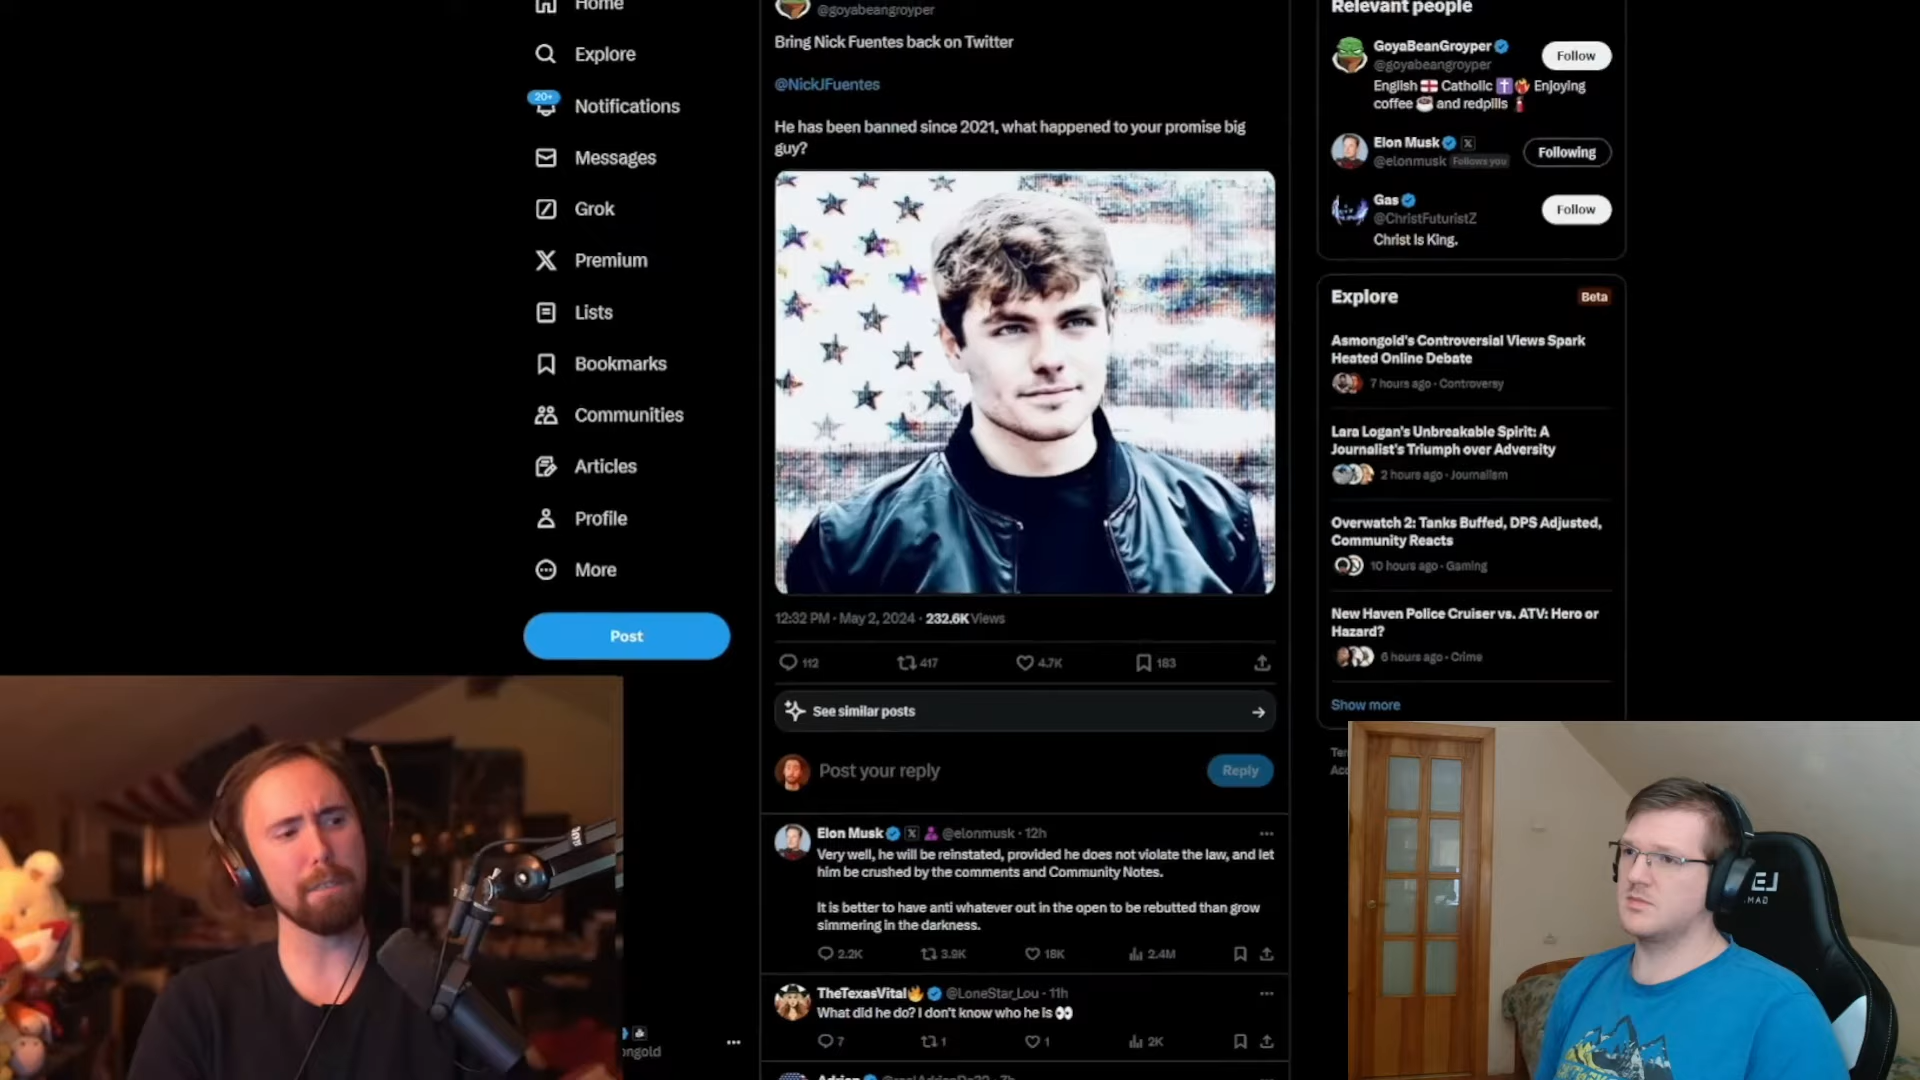 Home
Explore
20+
Notifications
Messages
Grok
Premium
Lists
Bookmarks
Communities
Articles
Profile
More
Post
ongold
@goyabeangroyper
Bring Nick Fuentes back on Twitter
@NickJFuentes
He has been banned since 2021, what happened to your promise big
guy?
12:32 PM · May 2, 2024 · 232.6K Views
112
417
4.7K
183
See similar posts
Post your reply
Reply
Elon Musk @elonmusk · 12h
Very well, he will be reinstated, provided he does not violate the law, and let
him be crushed by the comments and Community Notes.
It is better to have anti whatever out in the open to be rebutted than grow
simmering in the darkness.
2.2K
3.9K
18K
2.4M
TheTexasVital🔥 @LoneStar_Lou · 11h
What did he do? I don't know who he is 👀
7
1
1
2K
Relevant people
GoyaBeanGroyper
@goyabeangroyper
Follow
English 🏴󠁧󠁢󠁥󠁮󠁧󠁿 Catholic ✝️❤️‍🔥 Enjoying
coffee ☕ and redpills
Elon Musk
@elonmusk Follows you
Following
Gas
@ChristFuturistZ
Follow
Christ Is King.
Explore
Beta
Asmongold's Controversial Views Spark
Heated Online Debate
7 hours ago · Controversy
Lara Logan's Unbreakable Spirit: A
Journalist's Triumph over Adversity
2 hours ago · Journalism
Overwatch 2: Tanks Buffed, DPS Adjusted,
Community Reacts
10 hours ago · Gaming
New Haven Police Cruiser vs. ATV: Hero or
Hazard?
6 hours ago · Crime
Show more